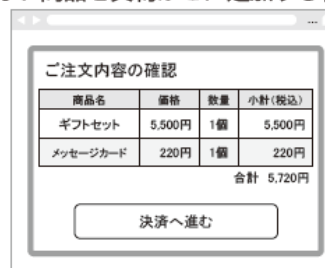 ご注文内容の確認
商品名 価格 数量 小計(税込)
ギフトセット 5,500円 1個 5,500円
メッセージカード 220円 1個 220円
合計 5,720円
決済へ進む